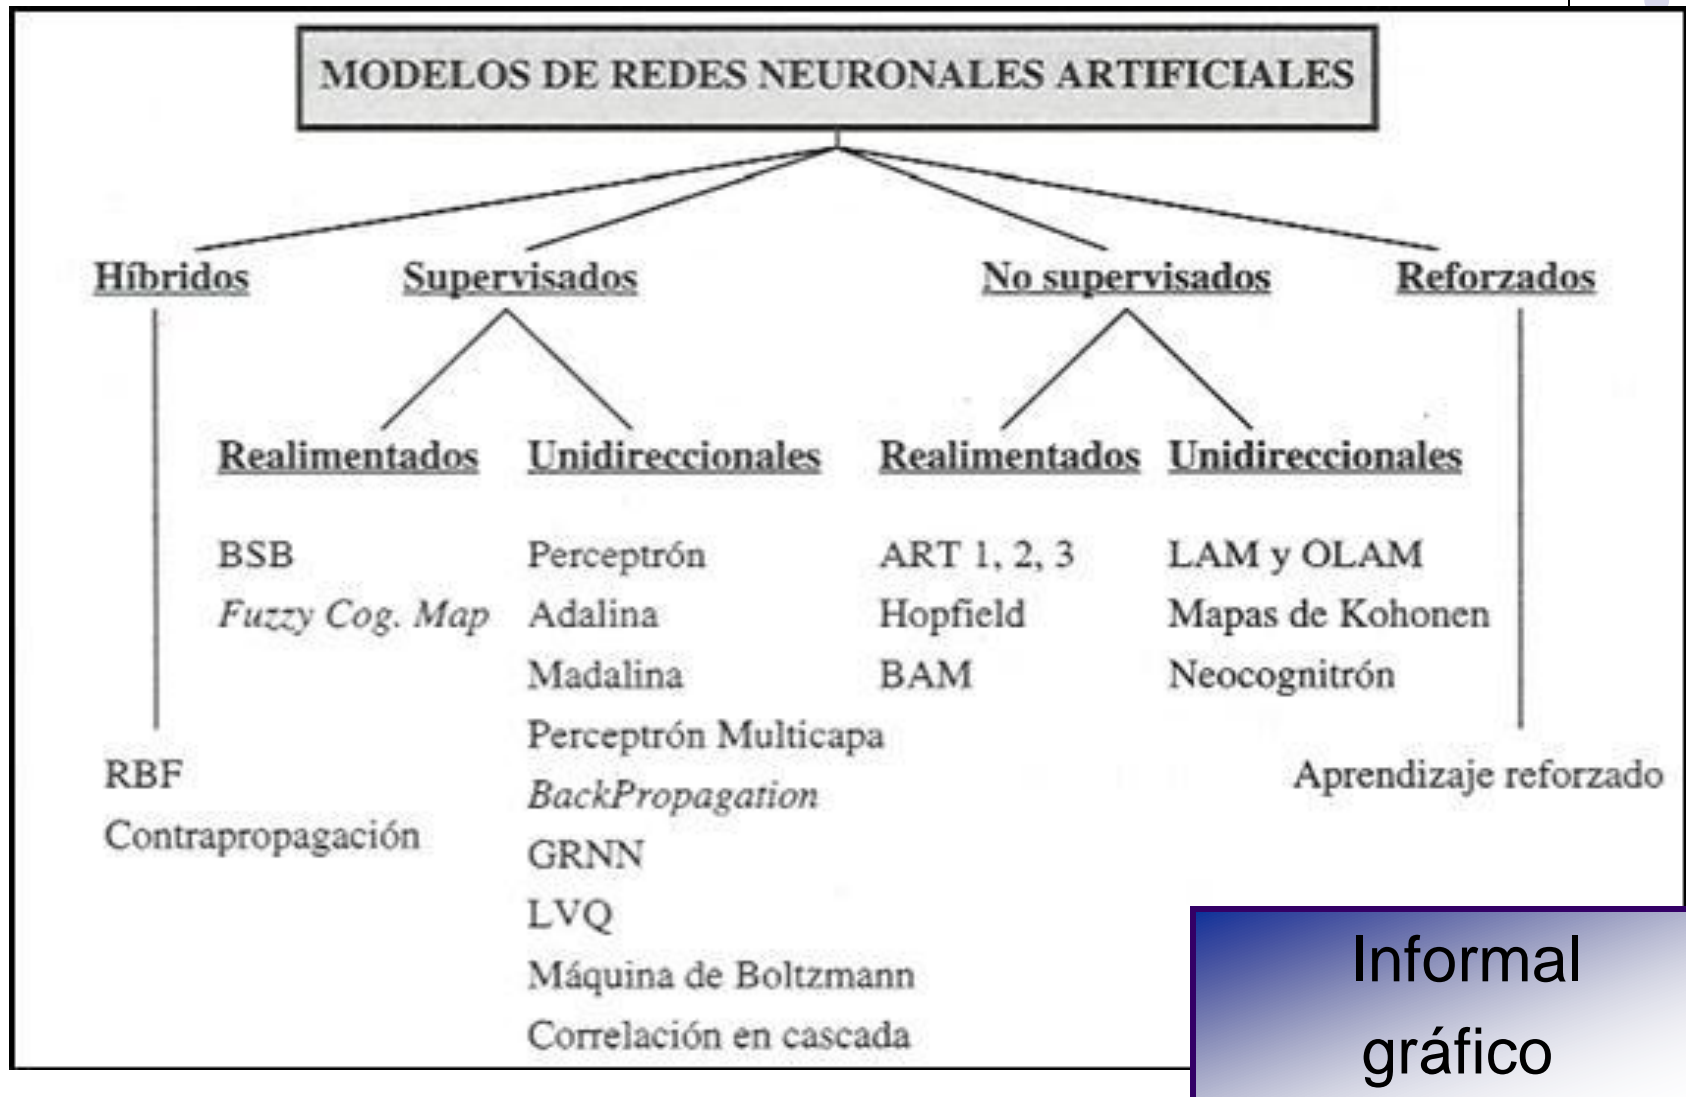 MODELOS DE REDES NEURONALES ARTIFICIALES
Híbridos
Supervisados
No supervisados
Reforzados
Realimentados
Unidireccionales
Realimentados
Unidireccionales
BSB
Fuzzy Cog. Map
Perceptrón
Adalina
Madalina
Perceptrón Multicapa
BackPropagation
GRNN
LVQ
Máquina de Boltzmann
Correlación en cascada
ART 1, 2, 3
Hopfield
BAM
LAM y OLAM
Mapas de Kohonen
Neocognitrón
RBF
Contrapropagación
Aprendizaje reforzado
Informal
gráfico